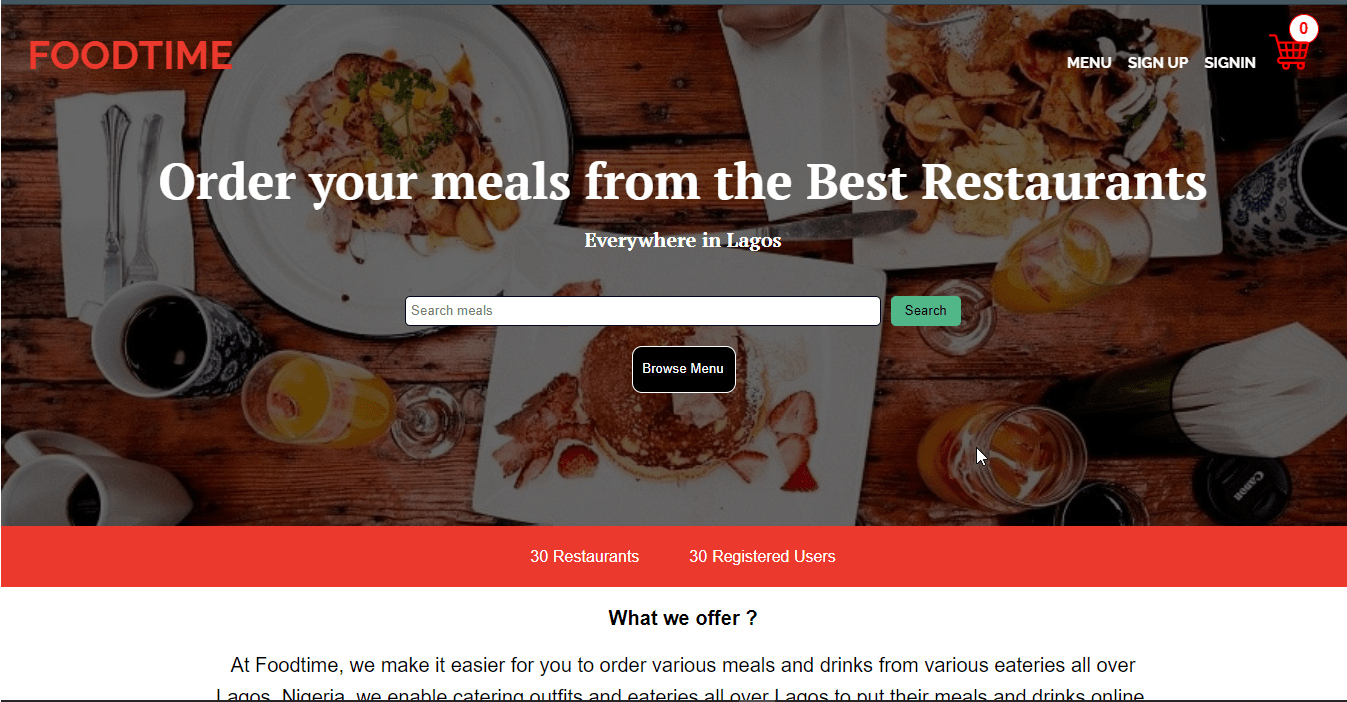 FOODTIME
MENU SIGN UP SIGNIN 0
Order your meals from the Best Restaurants
Everywhere in Lagos
Search meals Search
Browse Menu
CANON
30 Restaurants 30 Registered Users
What we offer ?
At Foodtime, we make it easier for you to order various meals and drinks from various eateries all over
Lagos, Nigeria, we enable catering outfits and eateries all over Lagos to put their meals and drinks online